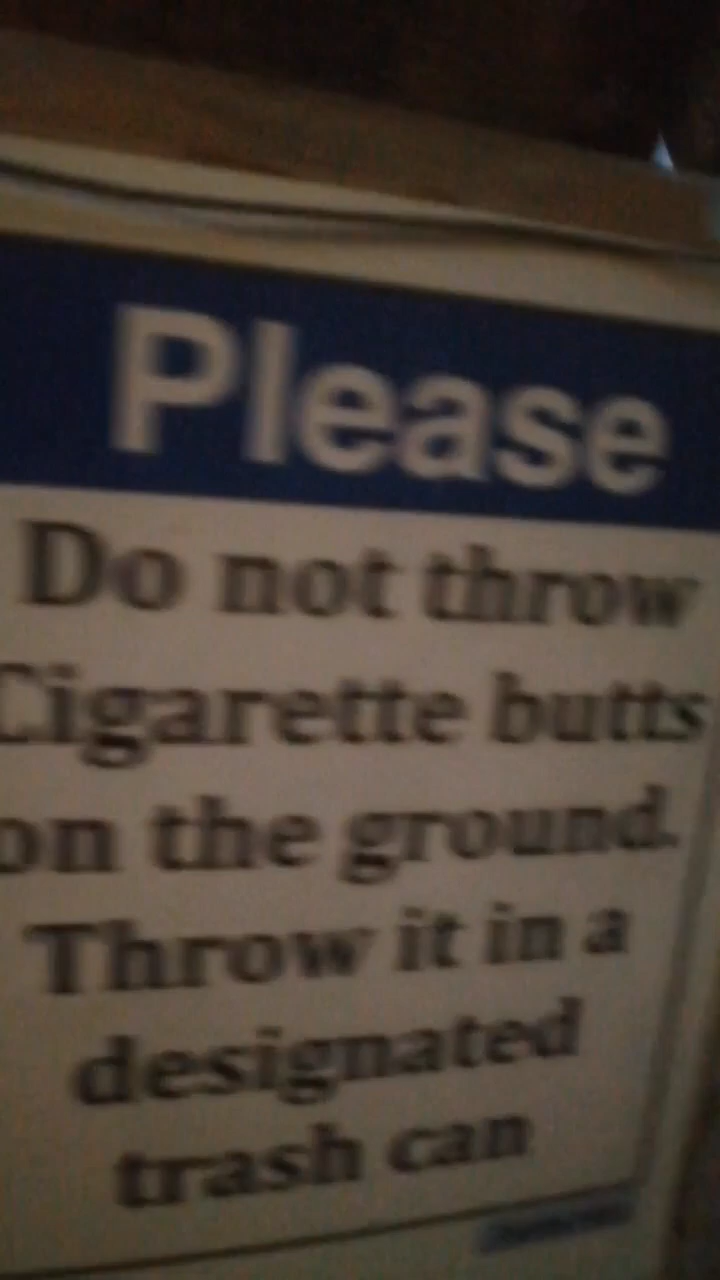 Please
Do not throw
Cigarette butts
on the ground.
Throw it in a
designated
trash can